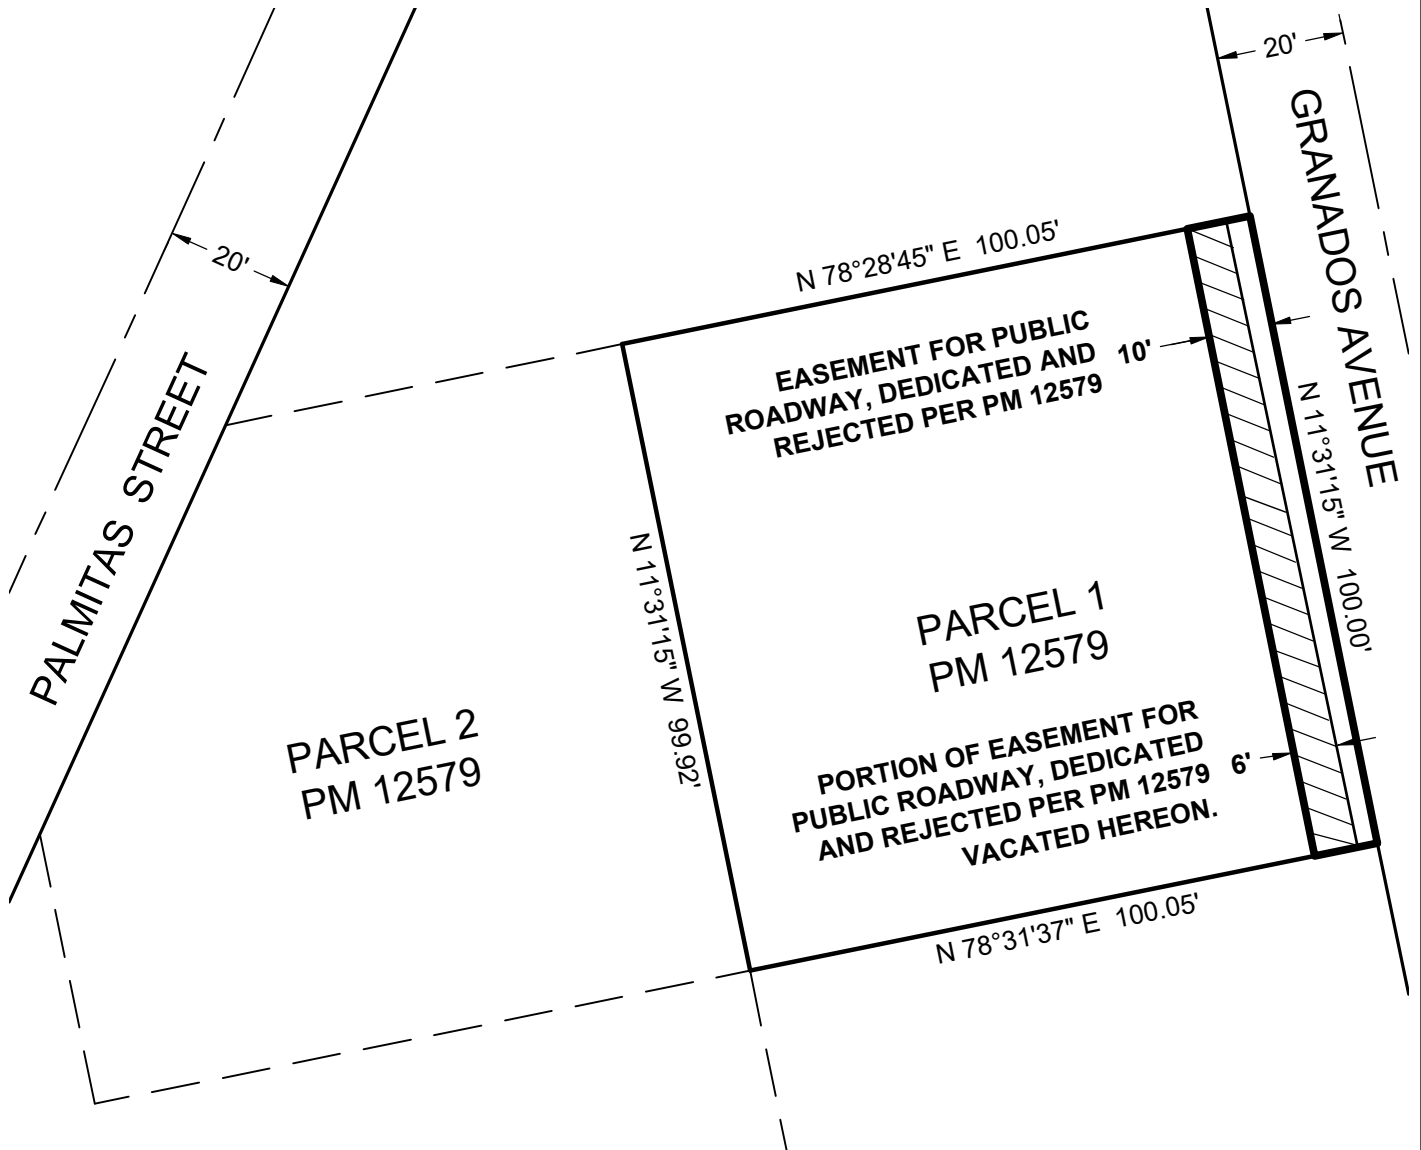 20'
GRANADOS AVENUE
20'
N 78°28'45" E  100.05'
EASEMENT FOR PUBLIC
ROADWAY, DEDICATED AND
REJECTED PER PM 12579
10'
N 11°31'15" W  100.00'
PALMITAS  STREET
N 11°31'15" W  99.92'
PARCEL 1
PM 12579
PARCEL 2
PM 12579
PORTION OF EASEMENT FOR
PUBLIC ROADWAY, DEDICATED
AND REJECTED PER PM 12579
VACATED HEREON.
6'
N 78°31'37" E  100.05'